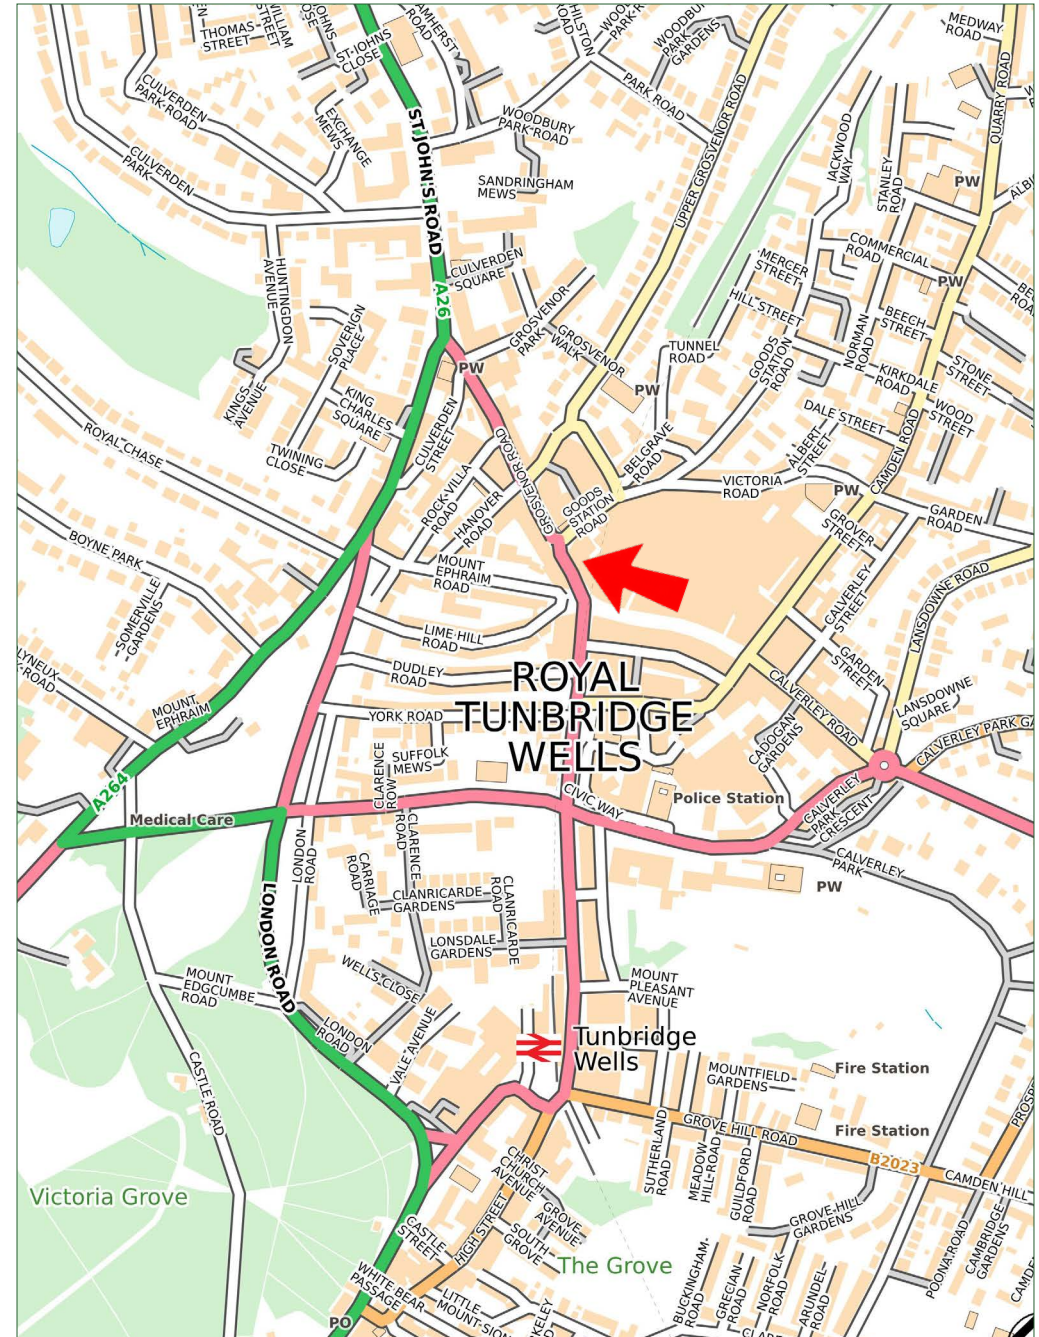 THOMAS
STREET
WILLIAM
STREET
ST-JOHNS
CLOSE
AMHERST
ROAD
HILSTON
ROAD
WOODBURY
PARK
GARDENS
MEDWAY
ROAD
CULVERDEN
PARK-ROAD
PARK ROAD
QUARRY ROAD
EXCHANGE
MEWS
WOODBURY
PARK-ROAD
UPPER GROSVENOR ROAD
JACKWOOD
WAY
STANLEY
ROAD
CULVERDEN
PARK
ST JOHN'S ROAD
SANDRINGHAM
MEWS
PW
COMMERCIAL
ROAD
HUNTINGDON
AVENUE
CULVERDEN
SQUARE
MERCER
STREET
PW
A26
HILL STREET
SOVERIGN
PLACE
GROSVENOR
PARK
GROSVENOR
WALK
TUNNEL
ROAD
GOODS
STATION
ROAD
NORMAN
ROAD
BEECH
STREET
STONE
STREET
PW
KIRKDALE
ROAD
PW
KINGS
AVENUE
KING
CHARLES
SQUARE
CULVERDEN
STREET
WOOD
STREET
DALE STREET
ALBERT
STREET
CAMDEN ROAD
ROYAL CHASE
TWINING
CLOSE
GROSVENOR ROAD
BELGRAVE
ROAD
ROCK-VILLA
ROAD
HANOVER
ROAD
GOODS
STATION
ROAD
VICTORIA
ROAD
PW
GARDEN
ROAD
GROVER
STREET
BOYNE PARK
MOUNT
EPHRAIM
ROAD
CALVERLEY
STREET
LANSDOWNE ROAD
SOMERVILLE
GARDENS
LIME HILL
ROAD
DUDLEY
ROAD
GARDEN
STREET
ROYAL
TUNBRIDGE
WELLS
MOUNT
EPHRAIM
YORK ROAD
CALVERLEY ROAD
LANSDOWNE
SQUARE
CADOGAN
GARDENS
SUFFOLK
MEWS
CLARENCE
ROW
A264
CIVIC WAY
Police Station
CALVERLEY
PARK
CRESCENT
Medical Care
LONDON
ROAD
CLARENCE
ROAD
CARRIAGE
ROAD
CALVERLEY
PARK
PW
LONDON ROAD
CLANRICARDE
GARDENS
CLANRICARDE
ROAD
LONSDALE
GARDENS
MOUNT
EDGCUMBE
ROAD
WELLS CLOSE
MOUNT
PLEASANT
AVENUE
LONDON
ROAD
VALE AVENUE
Tunbridge
Wells
CASTLE ROAD
MOUNTFIELD
GARDENS
Fire Station
GROVE HILL ROAD
Fire Station
SUTHERLAND
ROAD
MEADOW
HILL-ROAD
GUILDFORD
ROAD
B2023
CAMDEN HILL
Victoria Grove
CHRIST
CHURCH
AVENUE
GROVE
AVENUE
SOUTH
GROVE
CASTLE
STREET
HIGH STREET
The Grove
GROVE-HILL
GARDENS
POONA ROAD
CAMBRIDGE
GARDENS
WHITE BEAR
PASSAGE
LITTLE
MOUNT-SION
BUCKINGHAM
ROAD
GRECIAN
ROAD
NORFOLK
ROAD
ARUNDEL
ROAD
PO